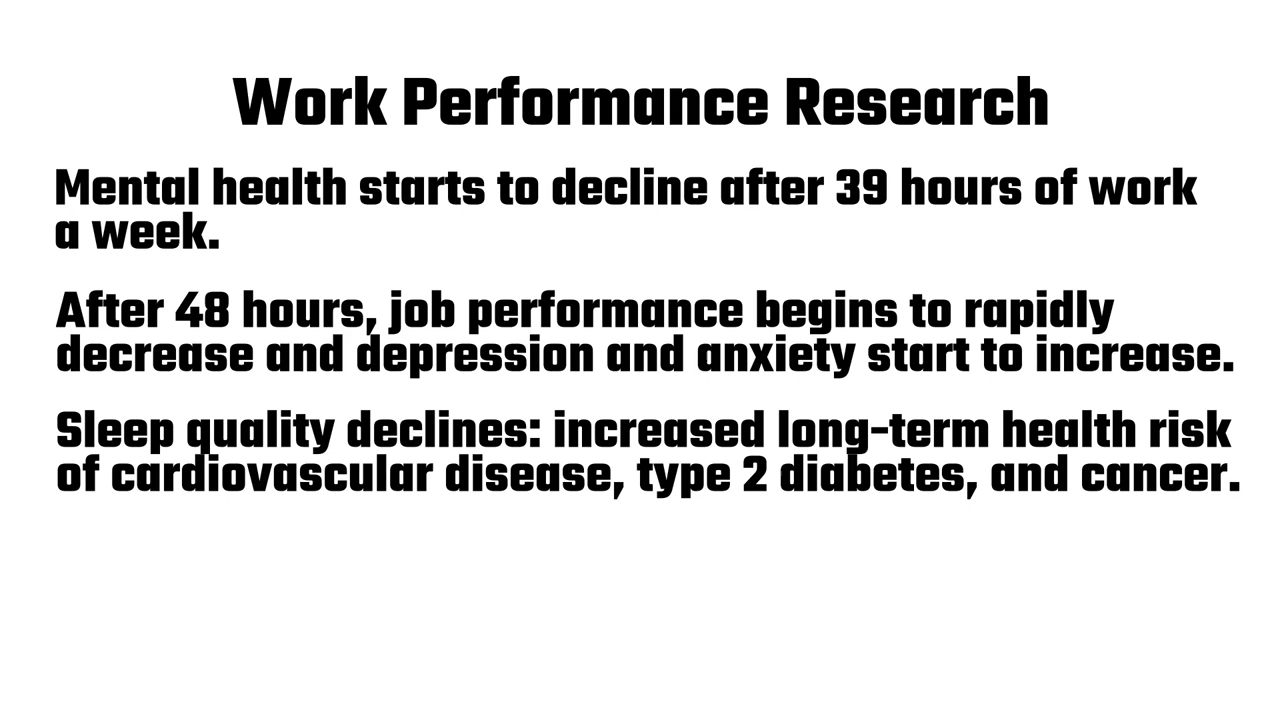 Work Performance Research
Mental health starts to decline after 39 hours of work
a week.
After 48 hours, job performance begins to rapidly
decrease and depression and anxiety start to increase.
Sleep quality declines: increased long-term health risk
of cardiovascular disease, type 2 diabetes, and cancer.